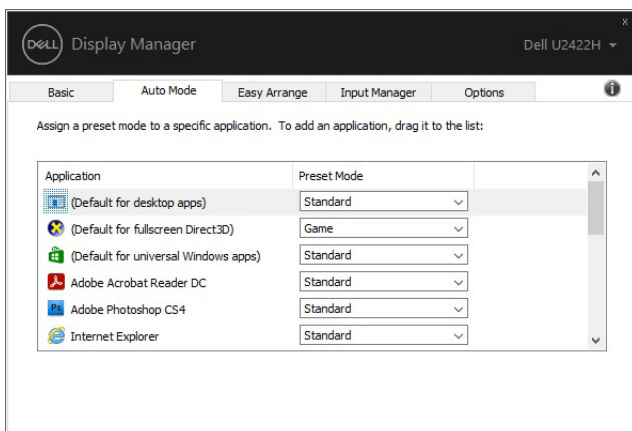 x
DELL Display Manager Dell U2422H
Basic Auto Mode Easy Arrange Input Manager Options i
Assign a preset mode to a specific application. To add an application, drag it to the list:
Application Preset Mode
(Default for desktop apps) Standard
(Default for fullscreen Direct3D) Game
(Default for universal Windows apps) Standard
Adobe Acrobat Reader DC Standard
Ps Adobe Photoshop CS4 Standard
Internet Explorer Standard